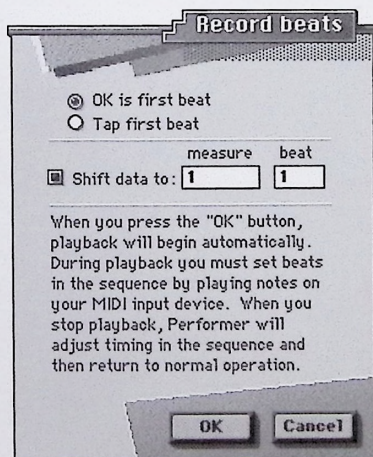 Record beats
OK is first beat
Tap first beat
measure beat
Shift data to: 1 1
When you press the "OK" button,
playback will begin automatically.
During playback you must set beats
in the sequence by playing notes on
your MIDI input device. When you
stop playback, Performer will
adjust timing in the sequence and
then return to normal operation.
OK Cancel